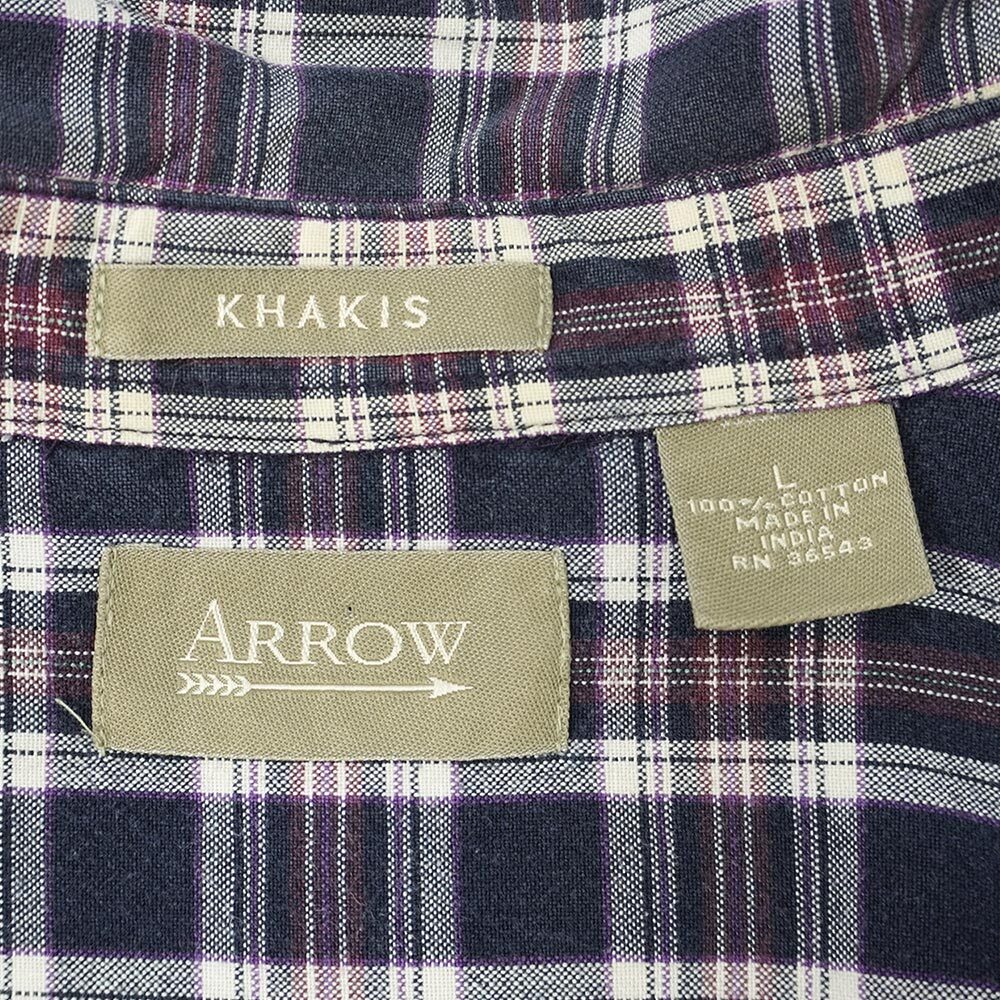 KHAKIS
L
100% COTTON
MADE IN
INDIA
RN 36543
ARROW